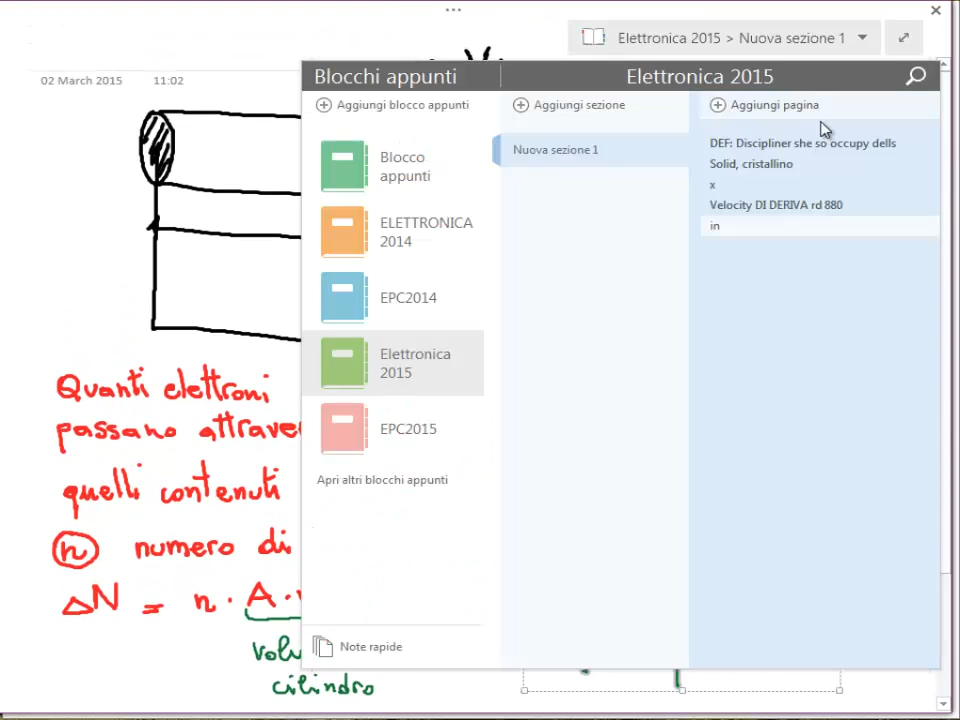 Elettronica 2015 > Nuova sezione 1
02 March 2015 11:02
Blocchi appunti
Elettronica 2015
Aggiungi blocco appunti
Aggiungi sezione
Aggiungi pagina
Blocco
appunti
ELETTRONICA
2014
EPC2014
Elettronica
2015
EPC2015
Apri altri blocchi appunti
Note rapide
Nuova sezione 1
DEF: Discipliner she so occupy dells
Solid, cristallino
x
Velocity DI DERIVA rd 880
in
Quanti elettroni
passano
quelli contenuti
n numero di
ΔN = n · A ·
cilindro